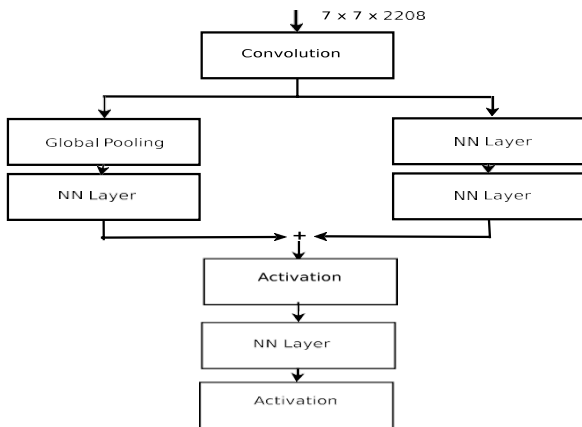 7 x 7 x 2208
Convolution
Global Pooling
NN Layer
NN Layer
NN Layer
+
Activation
NN Layer
Activation